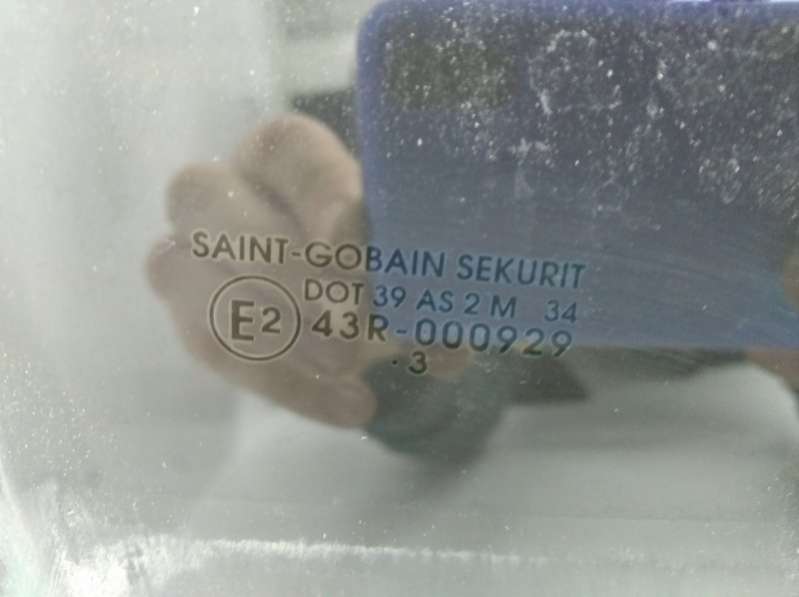 SAINT-GOBAIN SEKURIT
DOT 39 AS 2 M 34
E2 43R-000929
·3